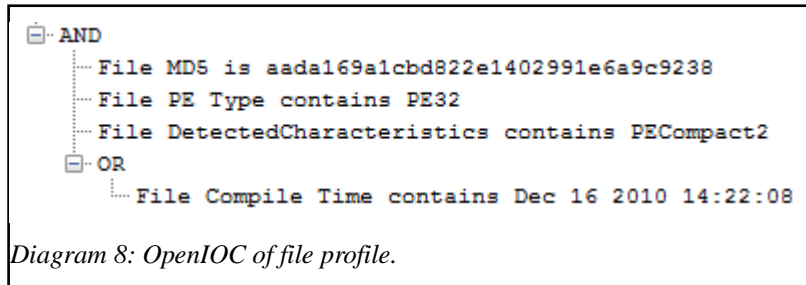 AND
File MD5 is aada169a1cbd822e1402991e6a9c9238
File PE Type contains PE32
File DetectedCharacteristics contains PECompact2
OR
File Compile Time contains Dec 16 2010 14:22:08
Diagram 8: OpenIOC of file profile.